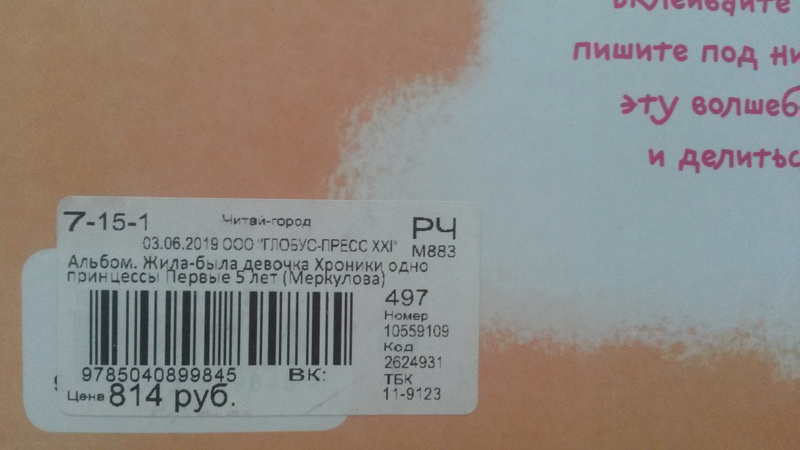 вклеивайте
пишите под ни
эту волшеб
и делитьс
7-15-1 Читай-город РЧ
03.06.2019 ООО "ГЛОБУС-ПРЕСС XXI" М883
Альбом. Жила-была девочка Хроники одно
принцессы Первые 5 лет (Меркулова)
497
Номер
10559109
Код
2624931
9785040899845 ВК: ТБК
Цена 814 руб. 11-9123